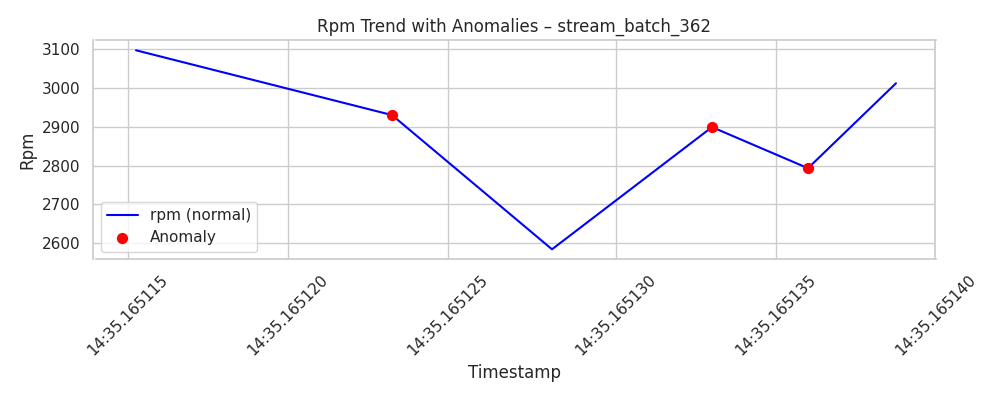 Rpm Trend with Anomalies – stream_batch_362
Rpm
3100
3000
2900
2800
2700
2600
rpm (normal)
Anomaly
14:35.165115
14:35.165120
14:35.165125
14:35.165130
14:35.165135
14:35.165140
Timestamp